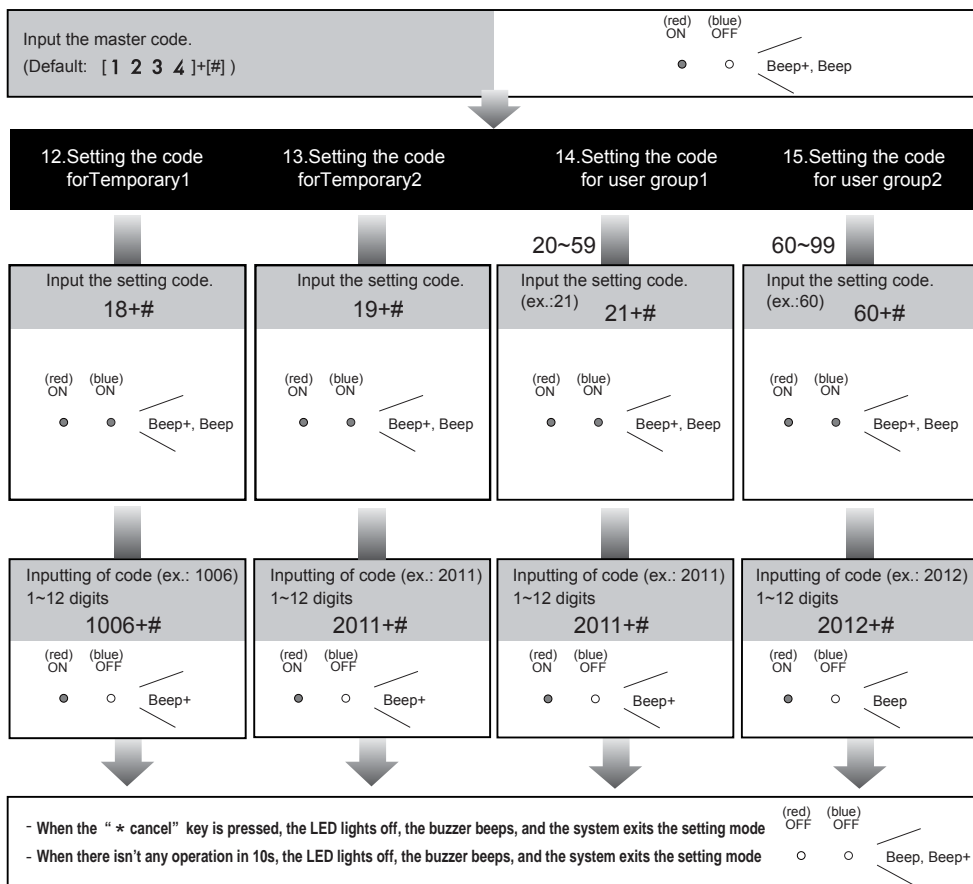 Input the master code.
(Default: [1 2 3 4]+[#] )
(red) (blue)
ON OFF
Beep+, Beep
12.Setting the code
forTemporary1
13.Setting the code
forTemporary2
14.Setting the code
for user group1
15.Setting the code
for user group2
20~59
60~99
Input the setting code.
18+#
(red) (blue)
ON ON
Beep+, Beep
Input the setting code.
19+#
(red) (blue)
ON ON
Beep+, Beep
Input the setting code.
(ex.:21) 21+#
(red) (blue)
ON ON
Beep+, Beep
Input the setting code.
(ex.:60) 60+#
(red) (blue)
ON ON
Beep+, Beep
Inputting of code (ex.: 1006)
1~12 digits
1006+#
(red) (blue)
ON OFF
Beep+
Inputting of code (ex.: 2011)
1~12 digits
2011+#
(red) (blue)
ON OFF
Beep+
Inputting of code (ex.: 2011)
1~12 digits
2011+#
(red) (blue)
ON OFF
Beep+
Inputting of code (ex.: 2012)
1~12 digits
2012+#
(red) (blue)
ON OFF
Beep
- When the “ * cancel” key is pressed, the LED lights off, the buzzer beeps, and the system exits the setting mode
- When there isn't any operation in 10s, the LED lights off, the buzzer beeps, and the system exits the setting mode
(red) (blue)
OFF OFF
Beep, Beep+